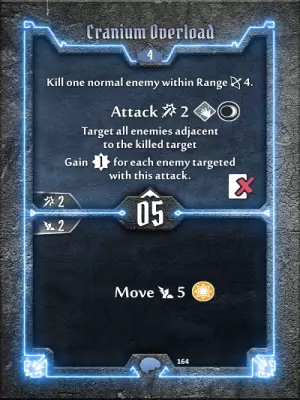 Cranium Overload
4
Kill one normal enemy within Range 4.
Attack 2
Target all enemies adjacent
to the killed target
Gain 1 for each enemy targeted
with this attack.
2
05
2
Move 5
164